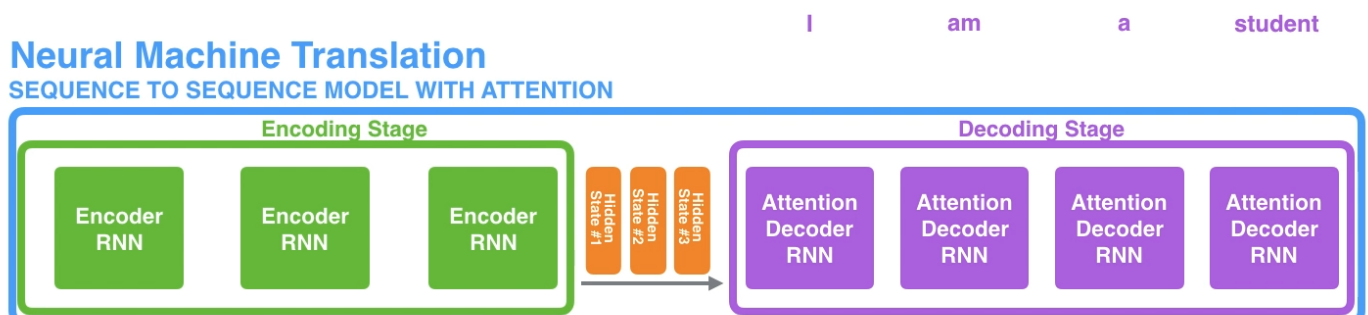 I am a student
Neural Machine Translation
SEQUENCE TO SEQUENCE MODEL WITH ATTENTION
Encoding Stage
Decoding Stage
Encoder
RNN
Encoder
RNN
Encoder
RNN
Hidden
State #1
Hidden
State #2
Hidden
State #3
Attention
Decoder
RNN
Attention
Decoder
RNN
Attention
Decoder
RNN
Attention
Decoder
RNN